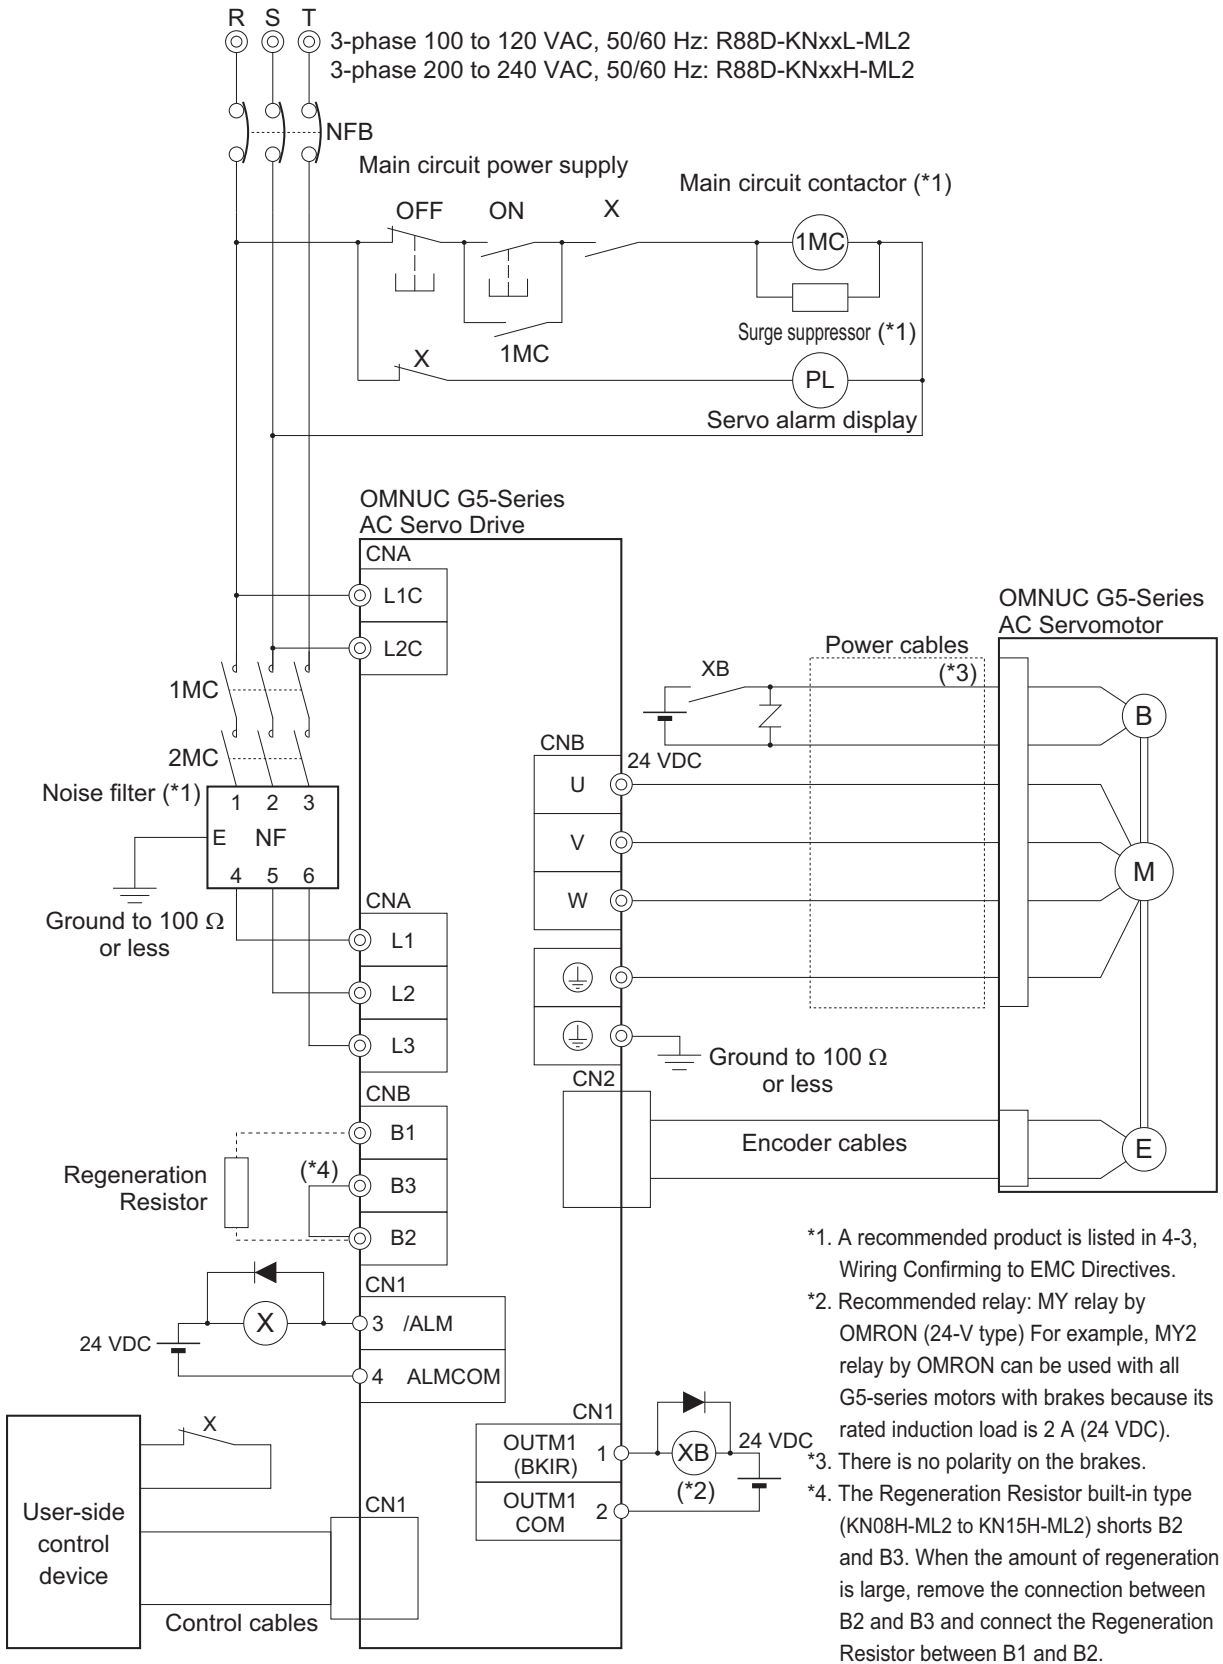 R S T
3-phase 100 to 120 VAC, 50/60 Hz: R88D-KNxxL-ML2
3-phase 200 to 240 VAC, 50/60 Hz: R88D-KNxxH-ML2
NFB
Main circuit power supply
Main circuit contactor (*1)
OFF
ON
X
1MC
Surge suppressor (*1)
1MC
X
PL
Servo alarm display
OMNUC G5-Series
AC Servo Drive
CNA
L1C
L2C
1MC
2MC
Noise filter (*1)
1 2 3
E NF
4 5 6
Ground to 100 Ω
or less
CNA
L1
L2
L3
CNB
B1
B3
B2
Regeneration
Resistor
(*4)
CN1
3 /ALM
4 ALMCOM
X
24 VDC
User-side
control
device
X
CN1
Control cables
CNB
U
V
W
24 VDC
XB
Power cables
(*3)
OMNUC G5-Series
AC Servomotor
B
M
E
Ground to 100 Ω
or less
CN2
Encoder cables
CN1
OUTM1
(BKIR)
1
OUTM1
COM
2
XB
(*2)
24 VDC
*1. A recommended product is listed in 4-3,
Wiring Confirming to EMC Directives.
*2. Recommended relay: MY relay by
OMRON (24-V type) For example, MY2
relay by OMRON can be used with all
G5-series motors with brakes because its
rated induction load is 2 A (24 VDC).
*3. There is no polarity on the brakes.
*4. The Regeneration Resistor built-in type
(KN08H-ML2 to KN15H-ML2) shorts B2
and B3. When the amount of regeneration
is large, remove the connection between
B2 and B3 and connect the Regeneration
Resistor between B1 and B2.